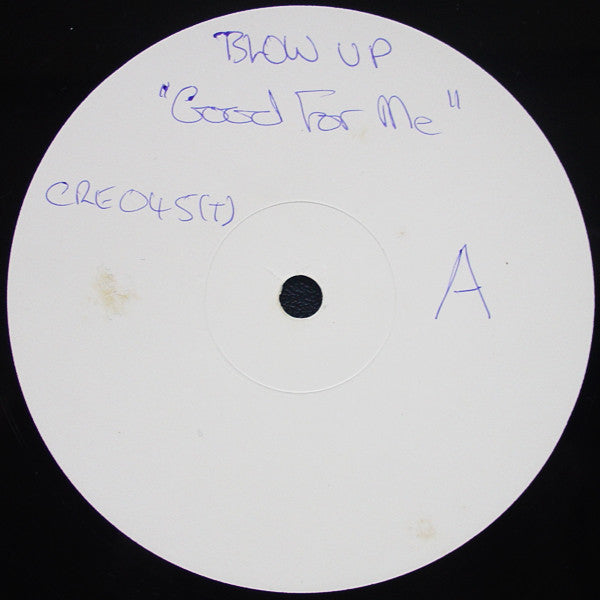 BLOW UP
"Good For Me"
CRE045(T)
A